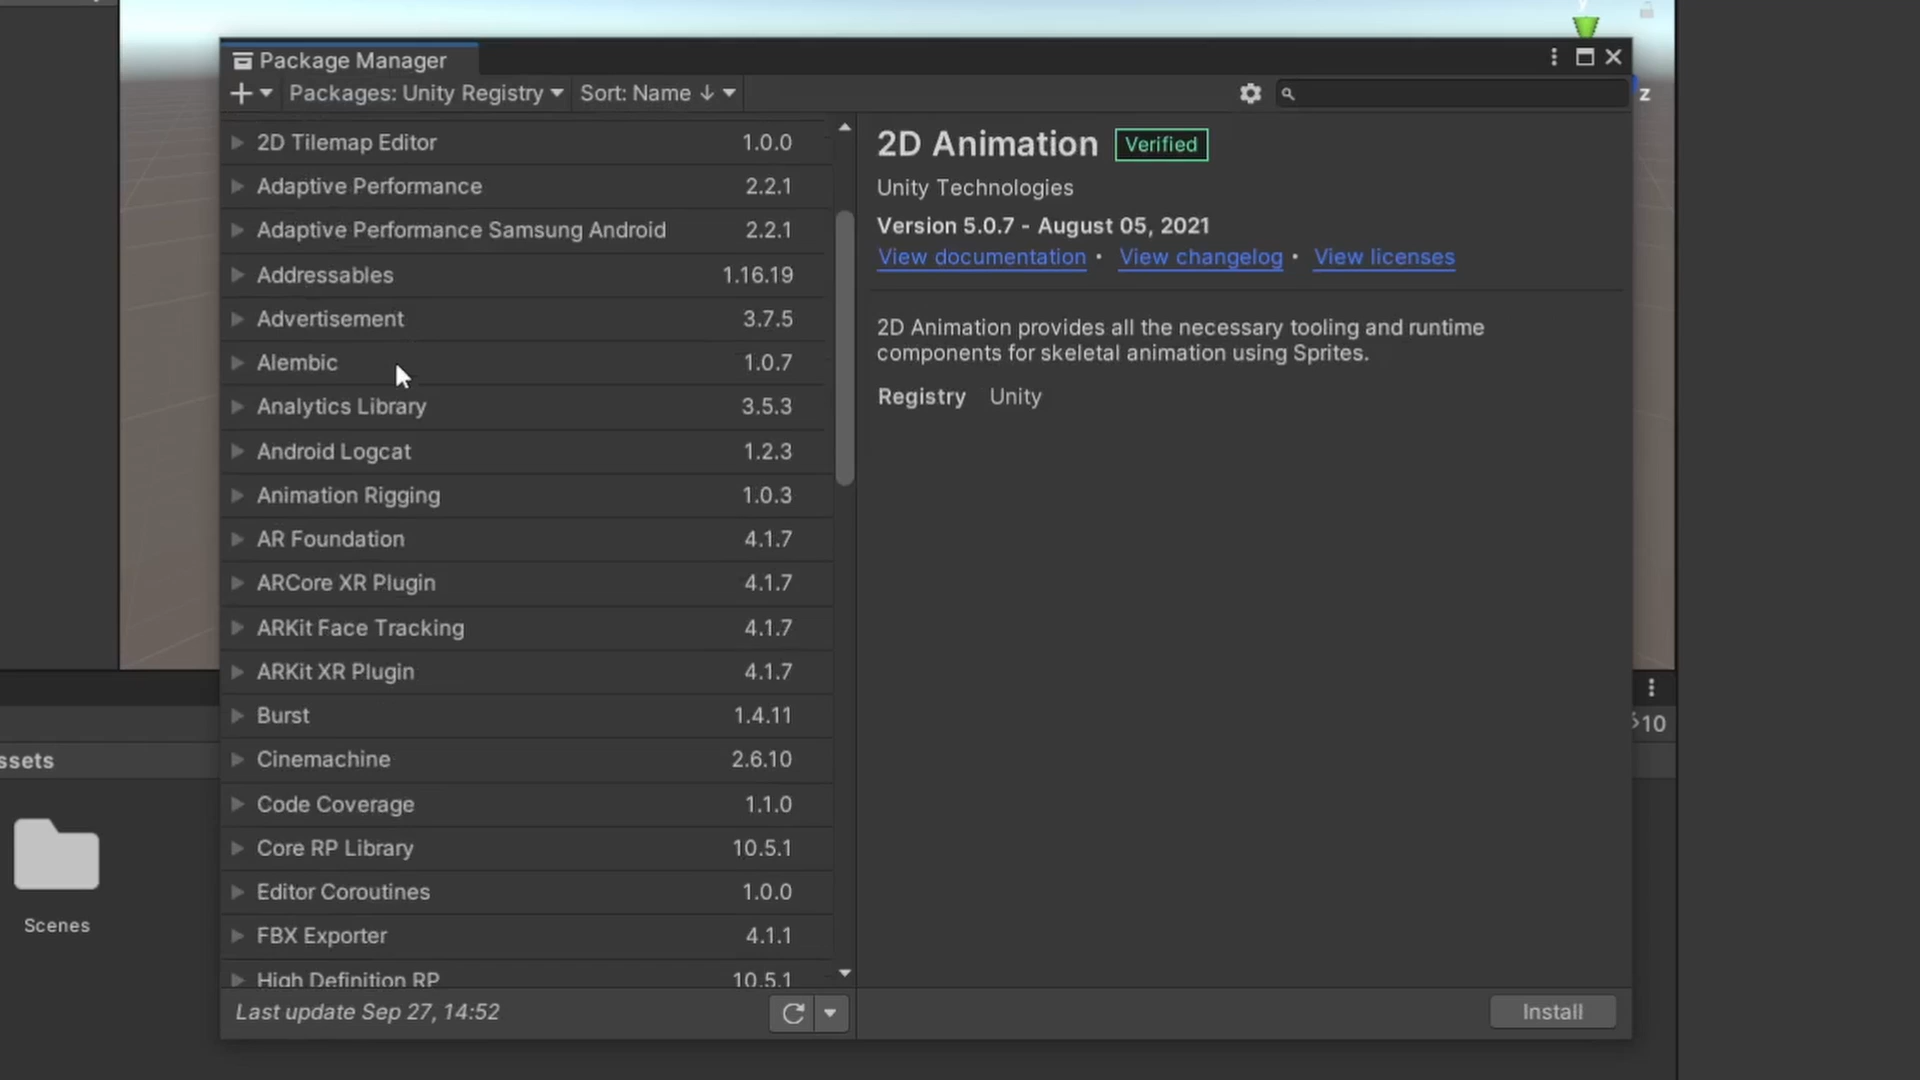 Package Manager
Packages: Unity Registry
Sort: Name ↓
z
2D Tilemap Editor 1.0.0
Adaptive Performance 2.2.1
Adaptive Performance Samsung Android 2.2.1
Addressables 1.16.19
Advertisement 3.7.5
Alembic 1.0.7
Analytics Library 3.5.3
Android Logcat 1.2.3
Animation Rigging 1.0.3
AR Foundation 4.1.7
ARCore XR Plugin 4.1.7
ARKit Face Tracking 4.1.7
ARKit XR Plugin 4.1.7
Burst 1.4.11
Cinemachine 2.6.10
Code Coverage 1.1.0
Core RP Library 10.5.1
Editor Coroutines 1.0.0
FBX Exporter 4.1.1
High Definition RP 10.5.1
Last update Sep 27, 14:52
2D Animation Verified
Unity Technologies
Version 5.0.7 - August 05, 2021
View documentation • View changelog • View licenses
2D Animation provides all the necessary tooling and runtime
components for skeletal animation using Sprites.
Registry Unity
Install
10
ssets
Scenes